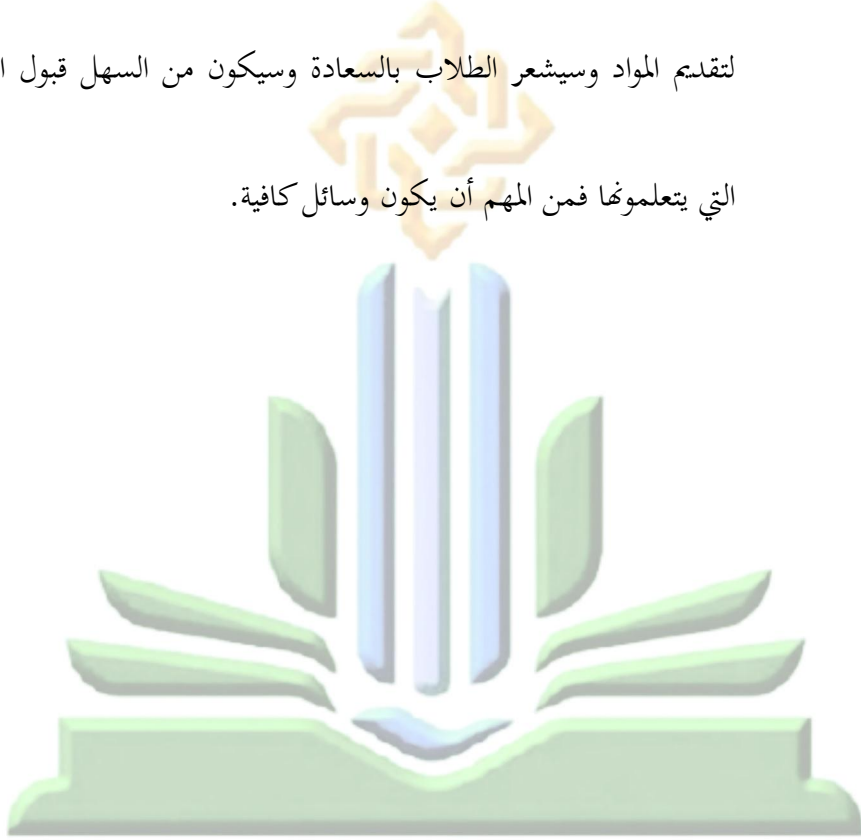 لتقديم المواد وسيشعر الطلاب بالسعادة وسيكون من السهل قبول
التي يتعلمونها فمن المهم أن يكون وسائل كافية.